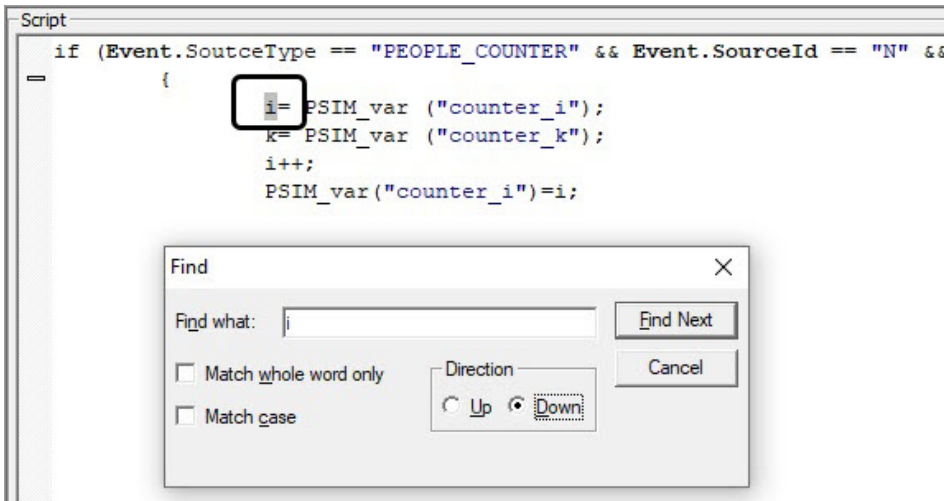 Script
if (Event.SoutceType == "PEOPLE_COUNTER" && Event.SourceId == "N" &&
{
i= PSIM_var ("counter_i");
k= PSIM_var ("counter_k");
i++;
PSIM_var("counter_i")=i;
Find
Find what: i Find Next
Match whole word only Direction Cancel
Match case Up Down